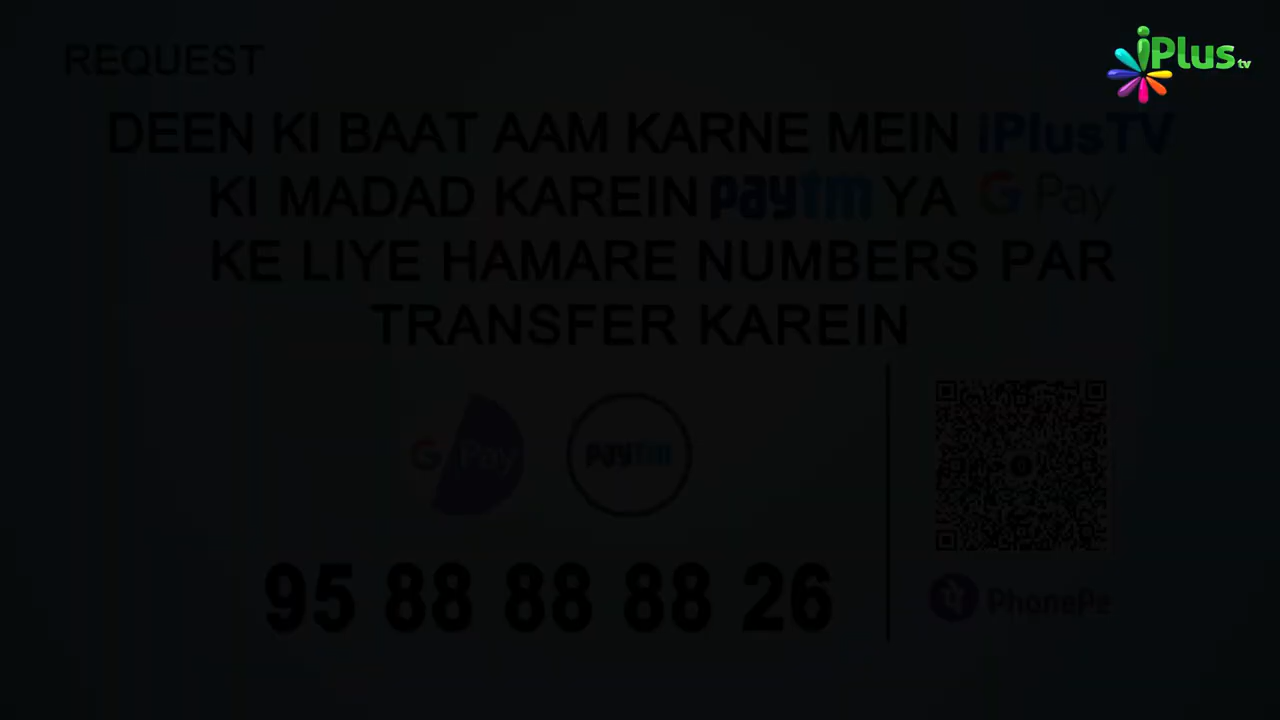 iPlus tv
REQUEST
DEEN KI BAAT AAM KARNE MEIN iPlusTV
KI MADAD KAREIN paytm YA G Pay
KE LIYE HAMARE NUMBERS PAR
TRANSFER KAREIN
G Pay
paytm
95 88 88 88 26
PhonePe